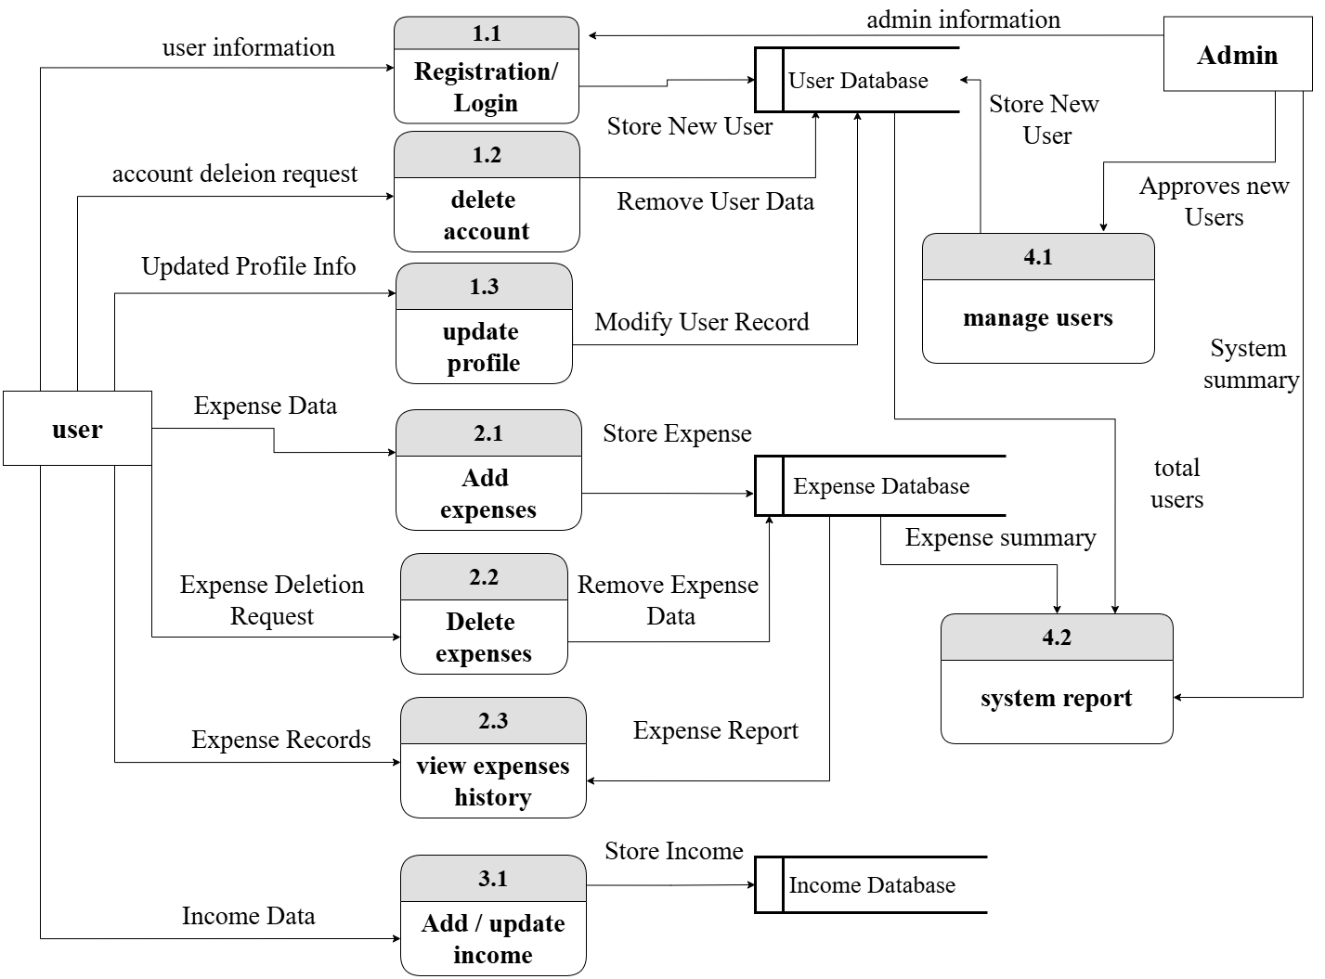 admin information
1.1
user information
Admin
Registration/
Login
User Database
Store New
User
Store New User
1.2
account deleion request
Approves new
Users
delete
account
Remove User Data
4.1
Updated Profile Info
1.3
manage users
Modify User Record
update
profile
System
summary
Expense Data
user
2.1
Store Expense
total
users
Add
expenses
Expense Database
Expense summary
2.2
Expense Deletion
Request
Remove Expense
Data
Delete
expenses
4.2
system report
2.3
Expense Records
Expense Report
view expenses
history
Store Income
3.1
Income Database
Income Data
Add / update
income